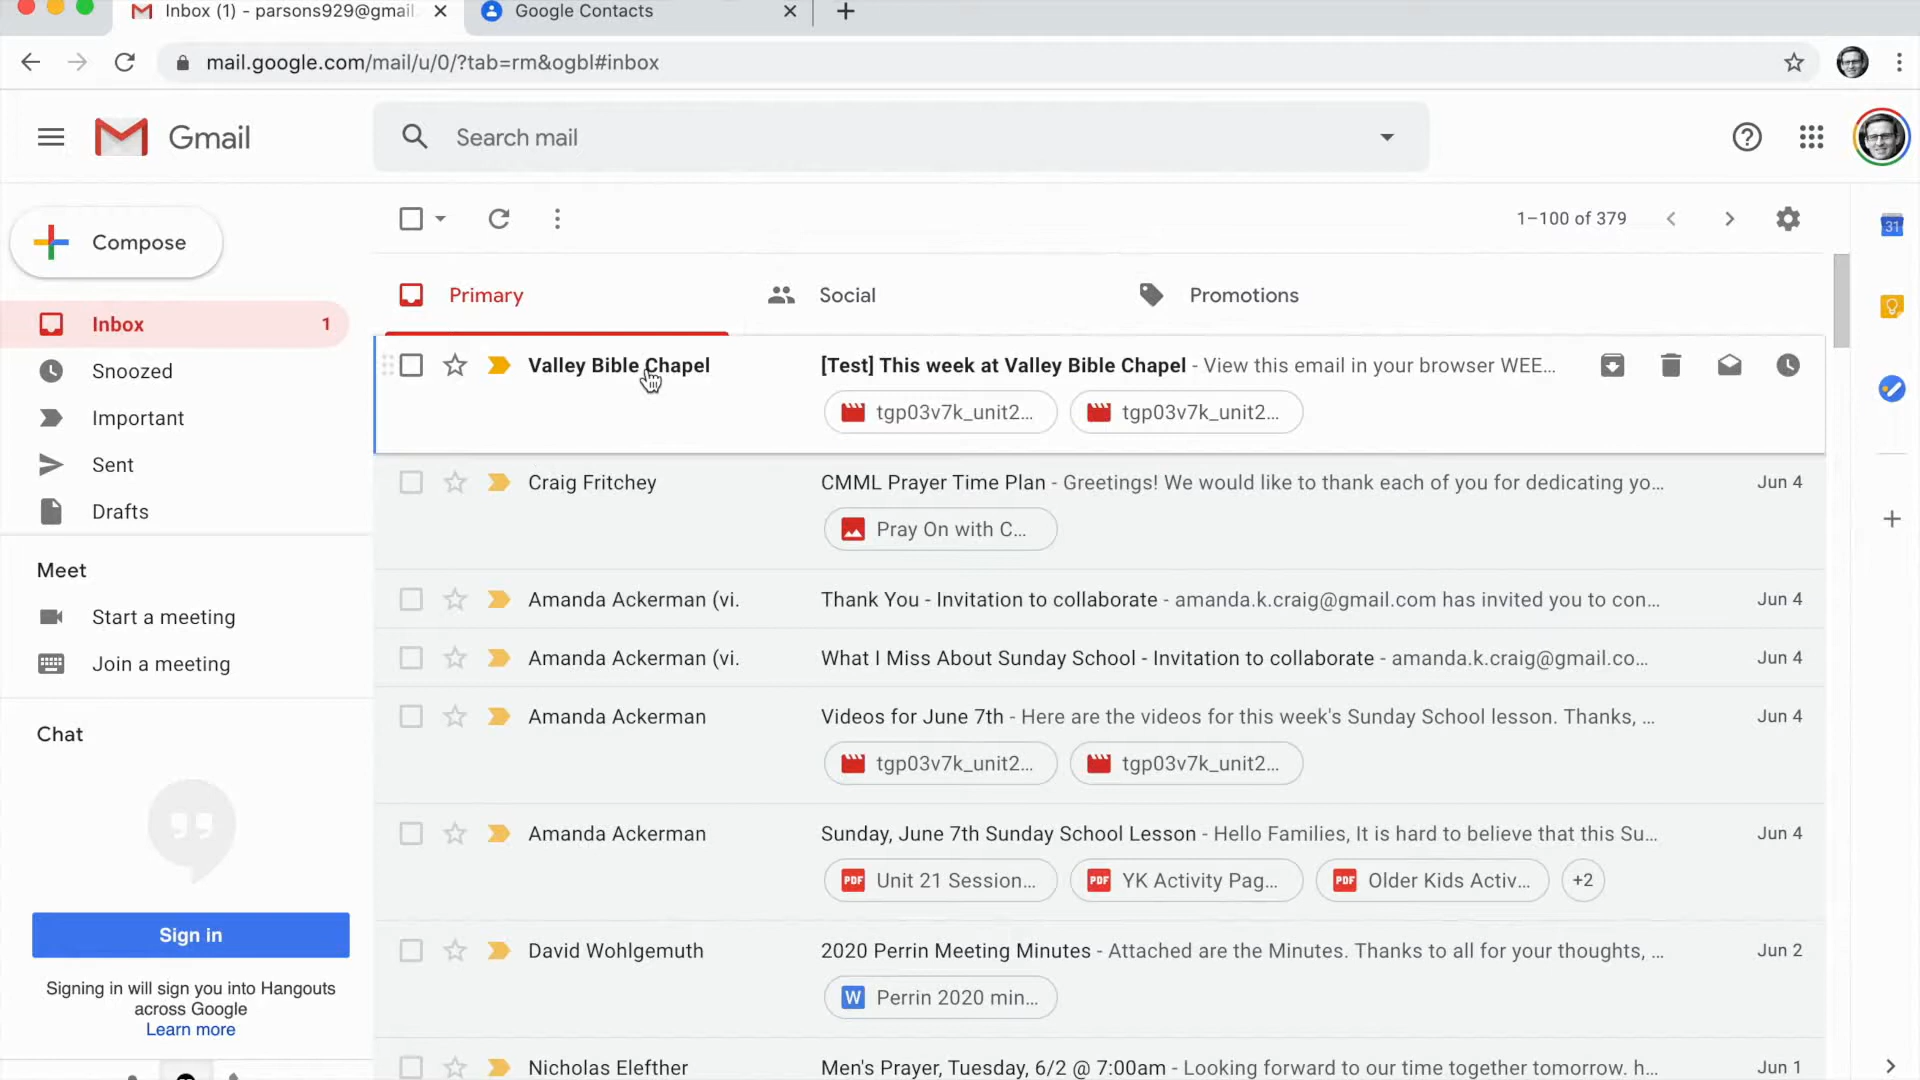 Inbox (1) - parsons929@gmail.
Google Contacts
mail.google.com/mail/u/0/?tab=rm&ogbl#inbox
Gmail
Search mail
1–100 of 379
31
Compose
Primary
Social
Promotions
Inbox 1
Snoozed
Important
Sent
Drafts
Meet
Start a meeting
Join a meeting
Chat
Sign in
Signing in will sign you into Hangouts
across Google
Learn more
Valley Bible Chapel
[Test] This week at Valley Bible Chapel - View this email in your browser WEE...
tgp03v7k_unit2... tgp03v7k_unit2...
Craig Fritchey
CMML Prayer Time Plan - Greetings! We would like to thank each of you for dedicating yo...
Jun 4
Pray On with C...
Amanda Ackerman (vi.
Thank You - Invitation to collaborate - amanda.k.craig@gmail.com has invited you to con...
Jun 4
Amanda Ackerman (vi.
What I Miss About Sunday School - Invitation to collaborate - amanda.k.craig@gmail.co...
Jun 4
Amanda Ackerman
Videos for June 7th - Here are the videos for this week's Sunday School lesson. Thanks, ...
Jun 4
tgp03v7k_unit2... tgp03v7k_unit2...
Amanda Ackerman
Sunday, June 7th Sunday School Lesson - Hello Families, It is hard to believe that this Su...
Jun 4
PDF Unit 21 Session... PDF YK Activity Pag... PDF Older Kids Activ... +2
David Wohlgemuth
2020 Perrin Meeting Minutes - Attached are the Minutes. Thanks to all for your thoughts, ...
Jun 2
W Perrin 2020 min...
Nicholas Elefther
Men's Prayer, Tuesday, 6/2 @ 7:00am - Looking forward to our time together tomorrow. h...
Jun 1